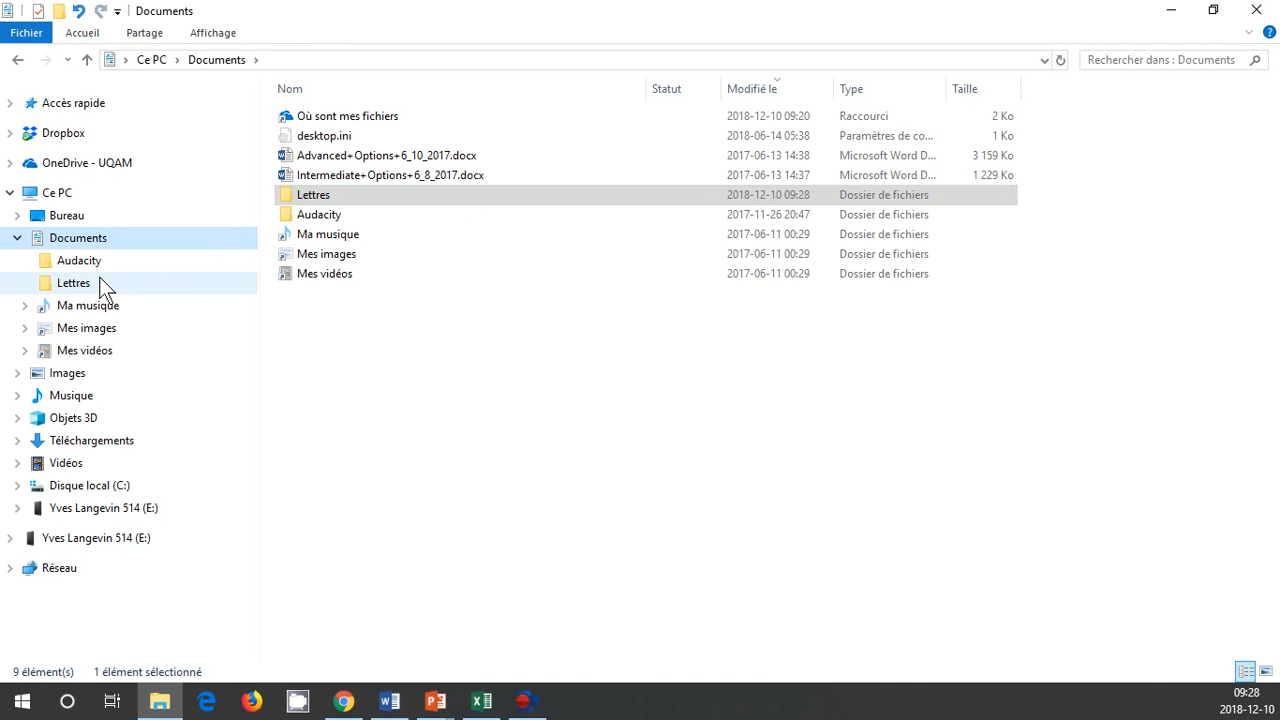 Documents
Fichier Accueil Partage Affichage
Ce PC Documents Rechercher dans : Documents
Nom Statut Modifié le Type Taille
Accès rapide
Dropbox
OneDrive - UQAM
Ce PC
Bureau
Documents
Audacity
Lettres
Ma musique
Mes images
Mes vidéos
Images
Musique
Objets 3D
Téléchargements
Vidéos
Disque local (C:)
Yves Langevin 514 (E:)
Yves Langevin 514 (E:)
Réseau
Où sont mes fichiers 2018-12-10 09:20 Raccourci 2 Ko
desktop.ini 2018-06-14 05:38 Paramètres de co... 1 Ko
Advanced+Options+6_10_2017.docx 2017-06-13 14:38 Microsoft Word D... 3 159 Ko
Intermediate+Options+6_8_2017.docx 2017-06-13 14:37 Microsoft Word D... 1 229 Ko
Lettres 2018-12-10 09:28 Dossier de fichiers
Audacity 2017-11-26 20:47 Dossier de fichiers
Ma musique 2017-06-11 00:29 Dossier de fichiers
Mes images 2017-06-11 00:29 Dossier de fichiers
Mes vidéos 2017-06-11 00:29 Dossier de fichiers
9 élément(s) 1 élément sélectionné
09:28
2018-12-10